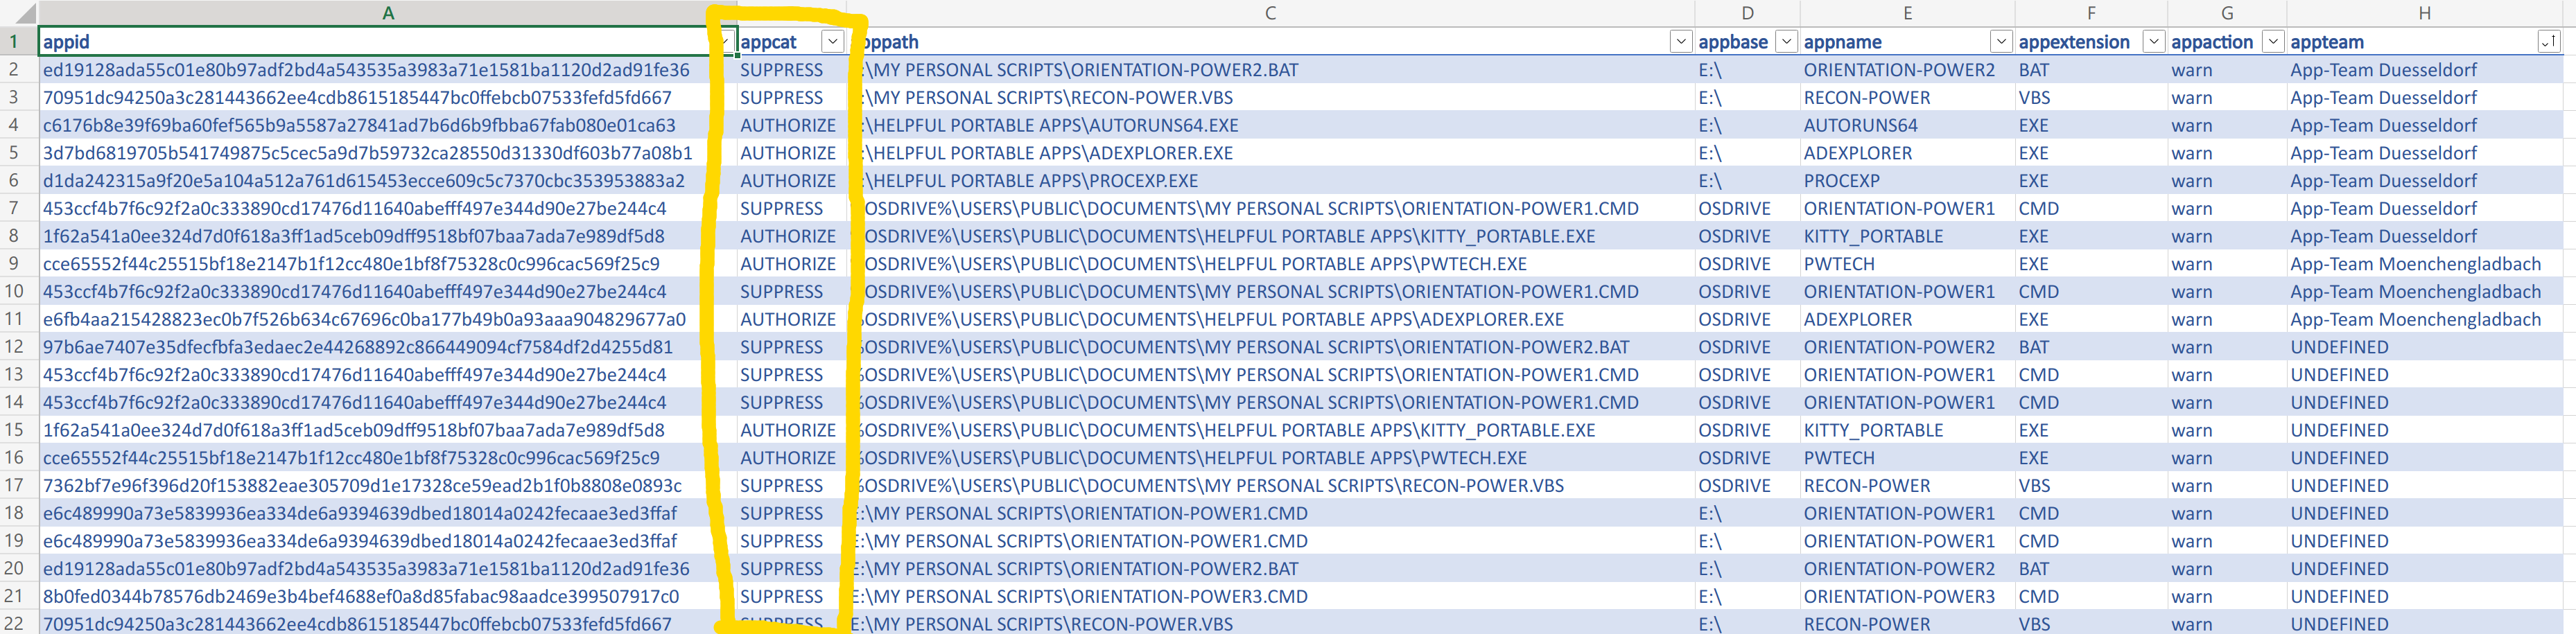 A C D E F G H
1 appid appcat appath appbase appname appextension appaction appteam
2 ed19128ada55c01e80b97adf2bd4a543535a3983a71e1581ba1120d2ad91fe36 SUPPRESS :\MY PERSONAL SCRIPTS\ORIENTATION-POWER2.BAT E:\ ORIENTATION-POWER2 BAT warn App-Team Duesseldorf
3 70951dc94250a3c281443662ee4cdb8615185447bc0ffebcb07533fefd5fd667 SUPPRESS :\MY PERSONAL SCRIPTS\RECON-POWER.VBS E:\ RECON-POWER VBS warn App-Team Duesseldorf
4 c6176b8e39f69ba60fef565b9a5587a27841ad7b6d6b9fbba67fab080e01ca63 AUTHORIZE :\HELPFUL PORTABLE APPS\AUTORUNS64.EXE E:\ AUTORUNS64 EXE warn App-Team Duesseldorf
5 3d7bd6819705b541749875c5cec5a9d7b59732ca28550d31330df603b77a08b1 AUTHORIZE :\HELPFUL PORTABLE APPS\ADEXPLORER.EXE E:\ ADEXPLORER EXE warn App-Team Duesseldorf
6 d1da242315a9f20e5a104a512a761d615453ecce609c5c7370cbc353953883a2 AUTHORIZE :\HELPFUL PORTABLE APPS\PROCEXP.EXE E:\ PROCEXP EXE warn App-Team Duesseldorf
7 453ccf4b7f6c92f2a0c333890cd17476d11640abefff497e344d90e27be244c4 SUPPRESS OSDRIVE%\USERS\PUBLIC\DOCUMENTS\MY PERSONAL SCRIPTS\ORIENTATION-POWER1.CMD OSDRIVE ORIENTATION-POWER1 CMD warn App-Team Duesseldorf
8 1f62a541a0ee324d7d0f618a3ff1ad5ceb09dff9518bf07baa7ada7e989df5d8 AUTHORIZE OSDRIVE%\USERS\PUBLIC\DOCUMENTS\HELPFUL PORTABLE APPS\KITTY_PORTABLE.EXE OSDRIVE KITTY_PORTABLE EXE warn App-Team Duesseldorf
9 cce65552f44c25515bf18e2147b1f12cc480e1bf8f75328c0c996cac569f25c9 AUTHORIZE %OSDRIVE%\USERS\PUBLIC\DOCUMENTS\HELPFUL PORTABLE APPS\PWTECH.EXE OSDRIVE PWTECH EXE warn App-Team Moenchengladbach
10 453ccf4b7f6c92f2a0c333890cd17476d11640abefff497e344d90e27be244c4 SUPPRESS %OSDRIVE%\USERS\PUBLIC\DOCUMENTS\MY PERSONAL SCRIPTS\ORIENTATION-POWER1.CMD OSDRIVE ORIENTATION-POWER1 CMD warn App-Team Moenchengladbach
11 e6fb4aa215428823ec0b7f526b634c67696c0ba177b49b0a93aaa904829677a0 AUTHORIZE %OSDRIVE%\USERS\PUBLIC\DOCUMENTS\HELPFUL PORTABLE APPS\ADEXPLORER.EXE OSDRIVE ADEXPLORER EXE warn App-Team Moenchengladbach
12 97b6ae7407e35dfecfbfa3edaec2e44268892c866449094cf7584df2d4255d81 SUPPRESS %OSDRIVE%\USERS\PUBLIC\DOCUMENTS\MY PERSONAL SCRIPTS\ORIENTATION-POWER2.BAT OSDRIVE ORIENTATION-POWER2 BAT warn UNDEFINED
13 453ccf4b7f6c92f2a0c333890cd17476d11640abefff497e344d90e27be244c4 SUPPRESS %OSDRIVE%\USERS\PUBLIC\DOCUMENTS\MY PERSONAL SCRIPTS\ORIENTATION-POWER1.CMD OSDRIVE ORIENTATION-POWER1 CMD warn UNDEFINED
14 453ccf4b7f6c92f2a0c333890cd17476d11640abefff497e344d90e27be244c4 SUPPRESS %OSDRIVE%\USERS\PUBLIC\DOCUMENTS\MY PERSONAL SCRIPTS\ORIENTATION-POWER1.CMD OSDRIVE ORIENTATION-POWER1 CMD warn UNDEFINED
15 1f62a541a0ee324d7d0f618a3ff1ad5ceb09dff9518bf07baa7ada7e989df5d8 AUTHORIZE %OSDRIVE%\USERS\PUBLIC\DOCUMENTS\HELPFUL PORTABLE APPS\KITTY_PORTABLE.EXE OSDRIVE KITTY_PORTABLE EXE warn UNDEFINED
16 cce65552f44c25515bf18e2147b1f12cc480e1bf8f75328c0c996cac569f25c9 AUTHORIZE %OSDRIVE%\USERS\PUBLIC\DOCUMENTS\HELPFUL PORTABLE APPS\PWTECH.EXE OSDRIVE PWTECH EXE warn UNDEFINED
17 7362bf7e96f396d20f153882eae305709d1e17328ce59ead2b1f0b8808e0893c SUPPRESS %OSDRIVE%\USERS\PUBLIC\DOCUMENTS\MY PERSONAL SCRIPTS\RECON-POWER.VBS OSDRIVE RECON-POWER VBS warn UNDEFINED
18 e6c489990a73e5839936ea334de6a9394639dbed18014a0242fecaae3ed3ffaf SUPPRESS E:\MY PERSONAL SCRIPTS\ORIENTATION-POWER1.CMD E:\ ORIENTATION-POWER1 CMD warn UNDEFINED
19 e6c489990a73e5839936ea334de6a9394639dbed18014a0242fecaae3ed3ffaf SUPPRESS E:\MY PERSONAL SCRIPTS\ORIENTATION-POWER1.CMD E:\ ORIENTATION-POWER1 CMD warn UNDEFINED
20 ed19128ada55c01e80b97adf2bd4a543535a3983a71e1581ba1120d2ad91fe36 SUPPRESS E:\MY PERSONAL SCRIPTS\ORIENTATION-POWER2.BAT E:\ ORIENTATION-POWER2 BAT warn UNDEFINED
21 8b0fed0344b78576db2469e3b4bef4688ef0a8d85fabac98aadce399507917c0 SUPPRESS E:\MY PERSONAL SCRIPTS\ORIENTATION-POWER3.CMD E:\ ORIENTATION-POWER3 CMD warn UNDEFINED
22 70951dc94250a3c281443662ee4cdb8615185447bc0ffebcb07533fefd5fd667 SUPPRESS E:\MY PERSONAL SCRIPTS\RECON-POWER.VBS E:\ RECON-POWER VBS warn UNDEFINED